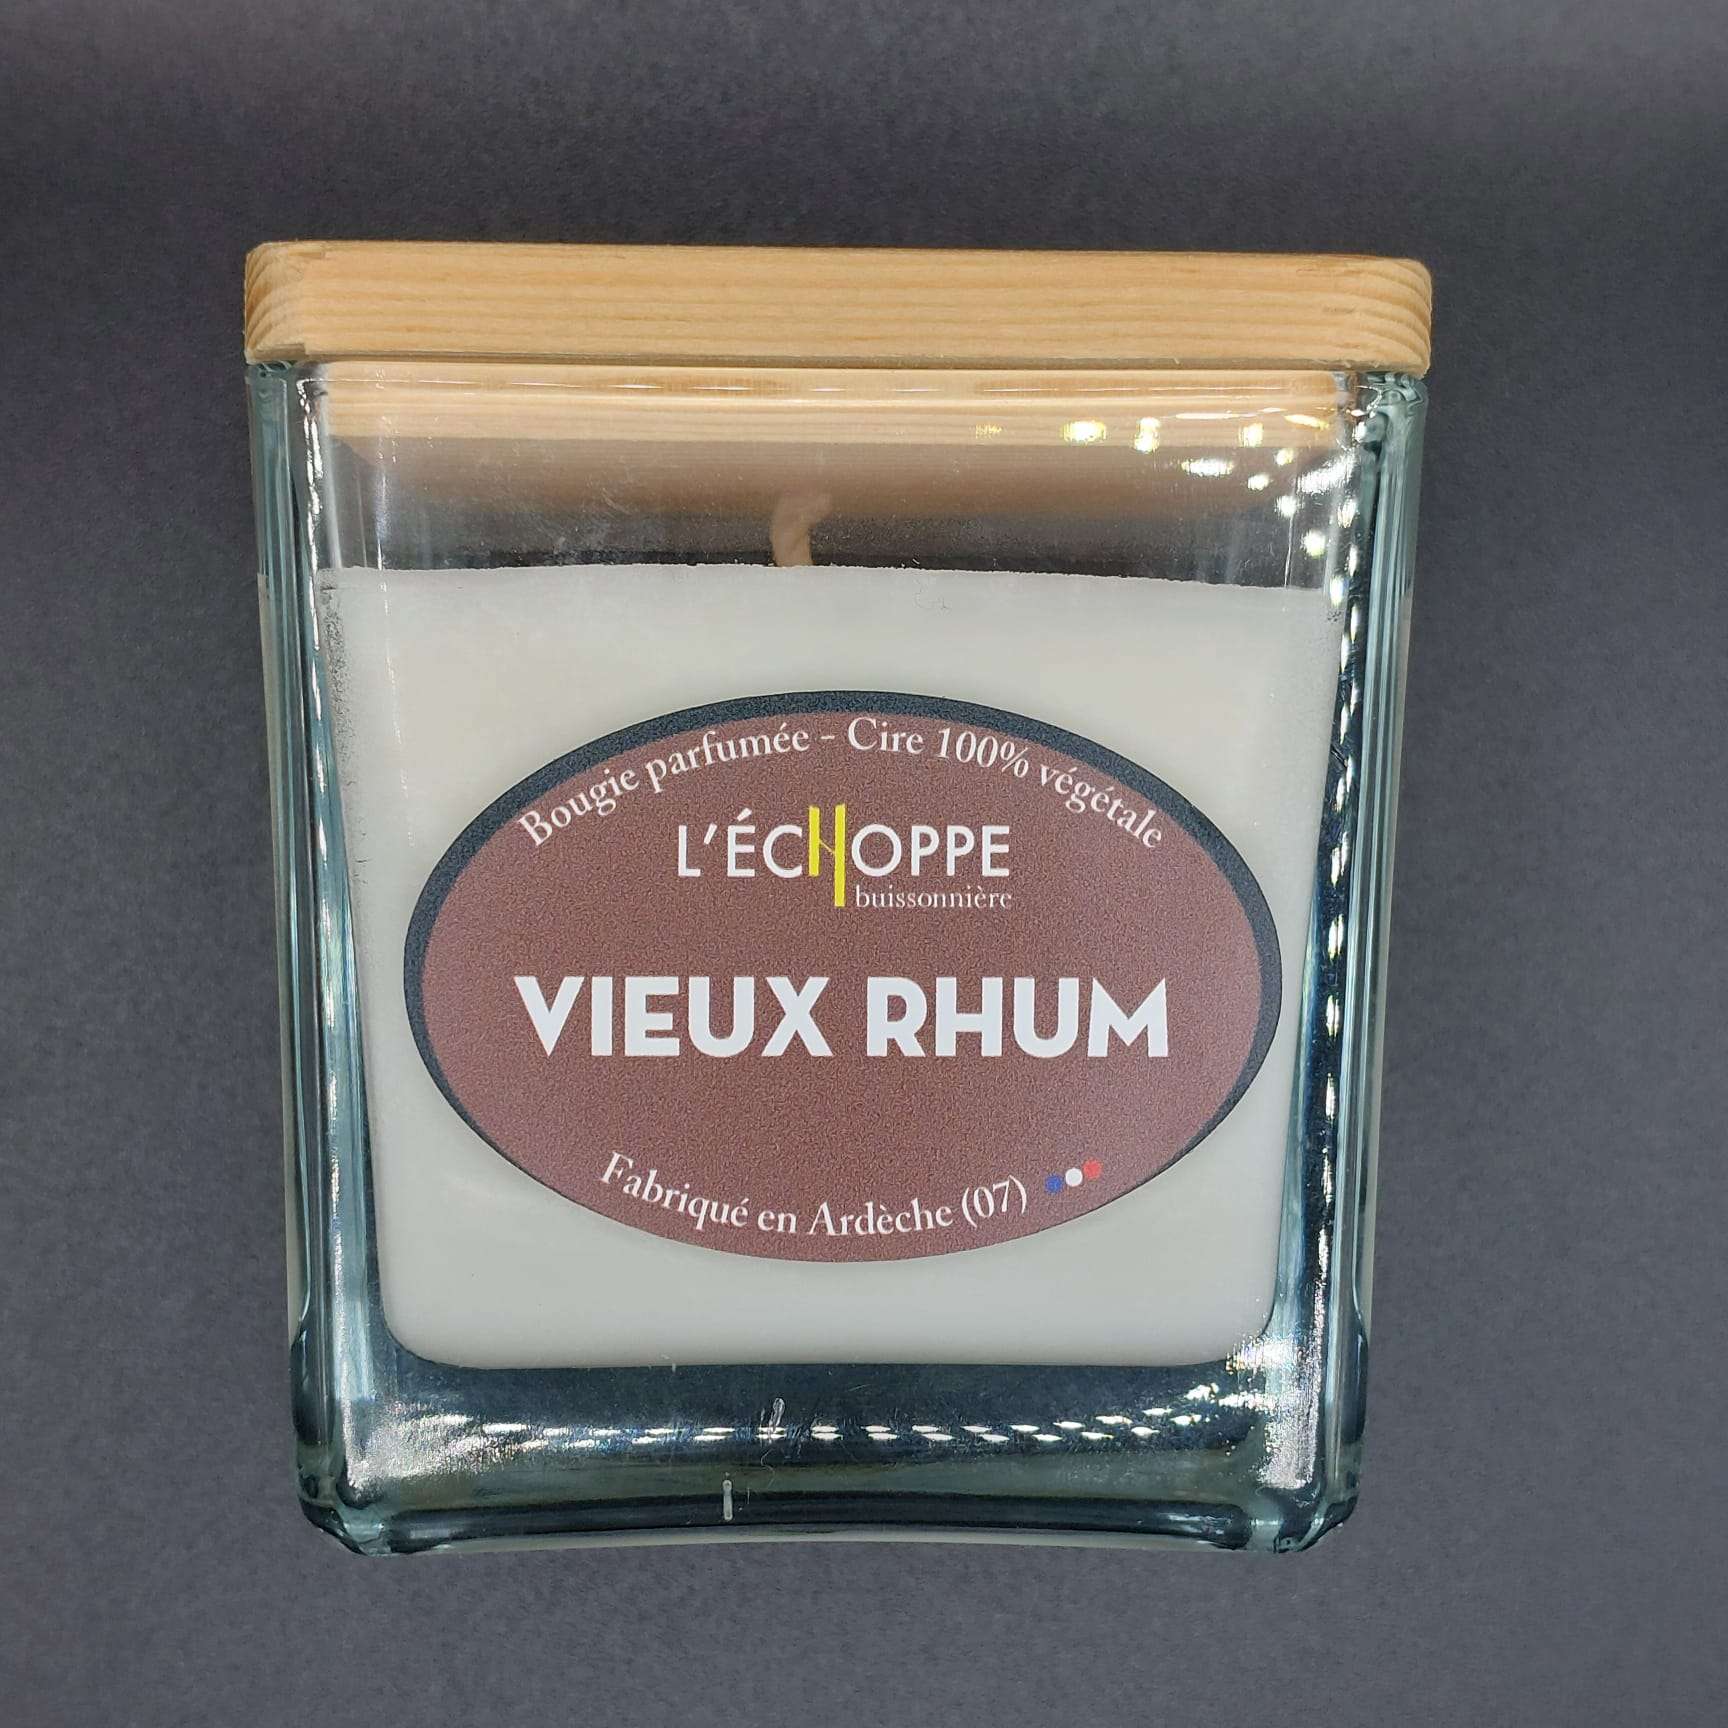 Bougie parfumée - Cire 100% végétale
L'ÉCHOPPE
buissonnière
VIEUX RHUM
Fabriqué en Ardèche (07)